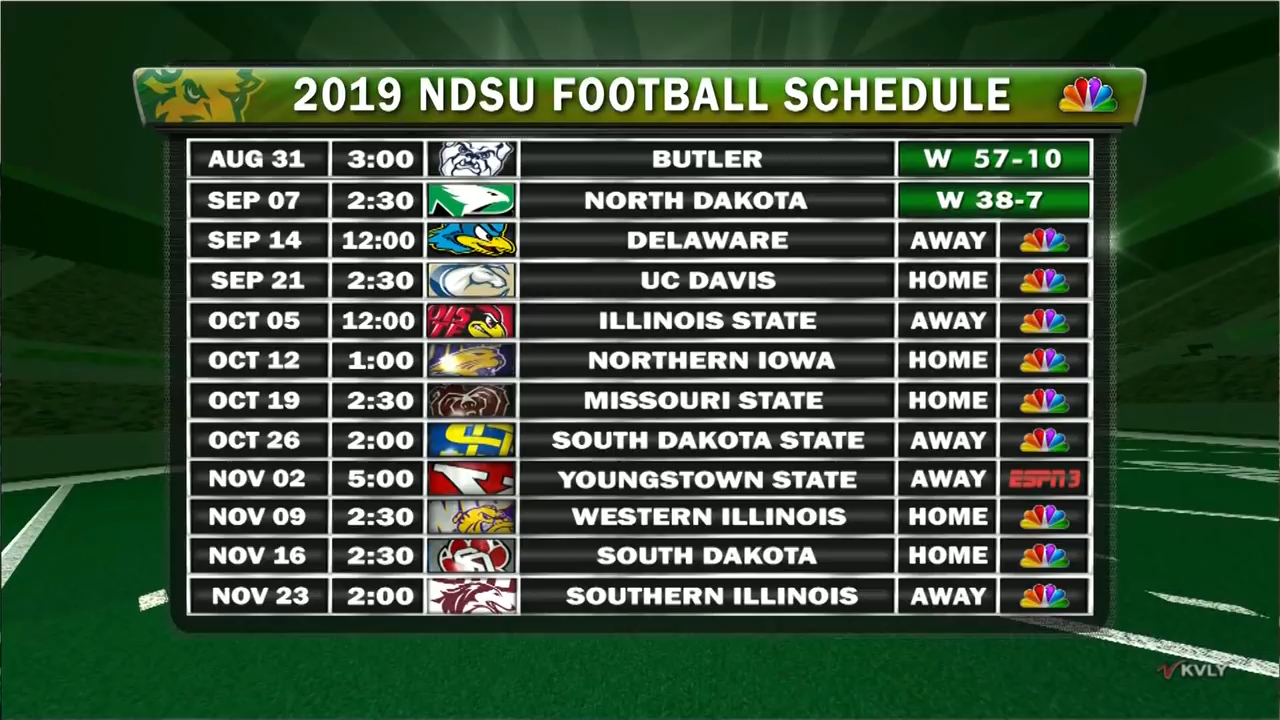 2019 NDSU FOOTBALL SCHEDULE
AUG 31 3:00 BUTLER W 57-10
SEP 07 2:30 NORTH DAKOTA W 38-7
SEP 14 12:00 DELAWARE AWAY
SEP 21 2:30 UC DAVIS HOME
OCT 05 12:00 ILLINOIS STATE AWAY
OCT 12 1:00 NORTHERN IOWA HOME
OCT 19 2:30 MISSOURI STATE HOME
OCT 26 2:00 SOUTH DAKOTA STATE AWAY
NOV 02 5:00 YOUNGSTOWN STATE AWAY ESPN3
NOV 09 2:30 WESTERN ILLINOIS HOME
NOV 16 2:30 SOUTH DAKOTA HOME
NOV 23 2:00 SOUTHERN ILLINOIS AWAY
KVLY